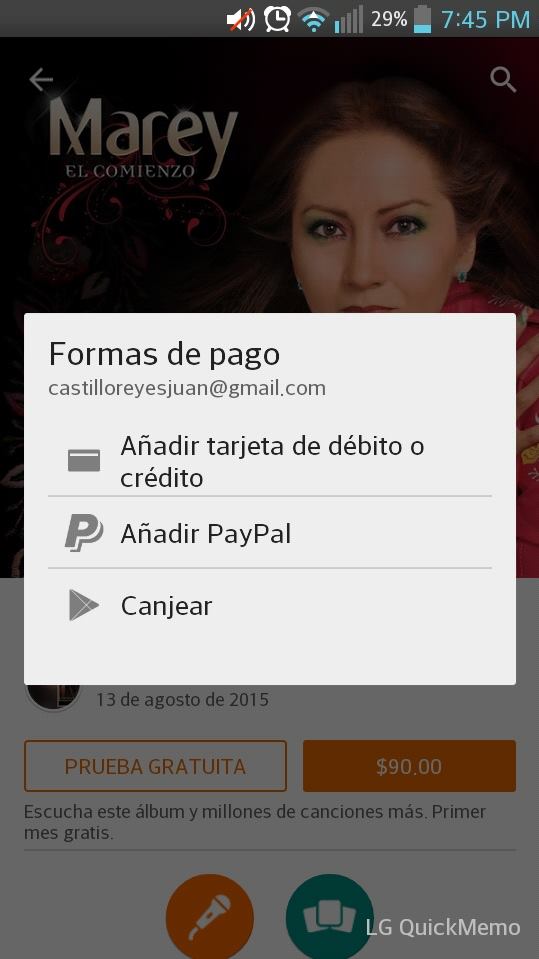 29%
7:45 PM
Marey
EL COMIENZO
Formas de pago
castilloreyesjuan@gmail.com
Añadir tarjeta de débito o
crédito
Añadir PayPal
Canjear
13 de agosto de 2015
PRUEBA GRATUITA
$90.00
Escucha este álbum y millones de canciones más. Primer
mes gratis.
LG QuickMemo